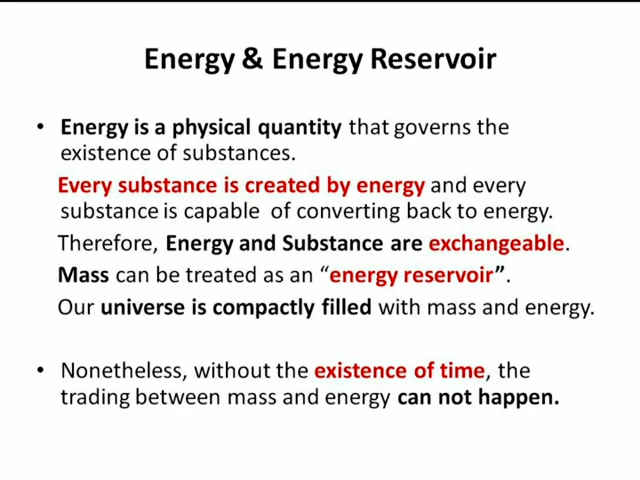 Energy & Energy Reservoir
• Energy is a physical quantity that governs the
existence of substances.
Every substance is created by energy and every
substance is capable of converting back to energy.
Therefore, Energy and Substance are exchangeable.
Mass can be treated as an “energy reservoir”.
Our universe is compactly filled with mass and energy.
• Nonetheless, without the existence of time, the
trading between mass and energy can not happen.